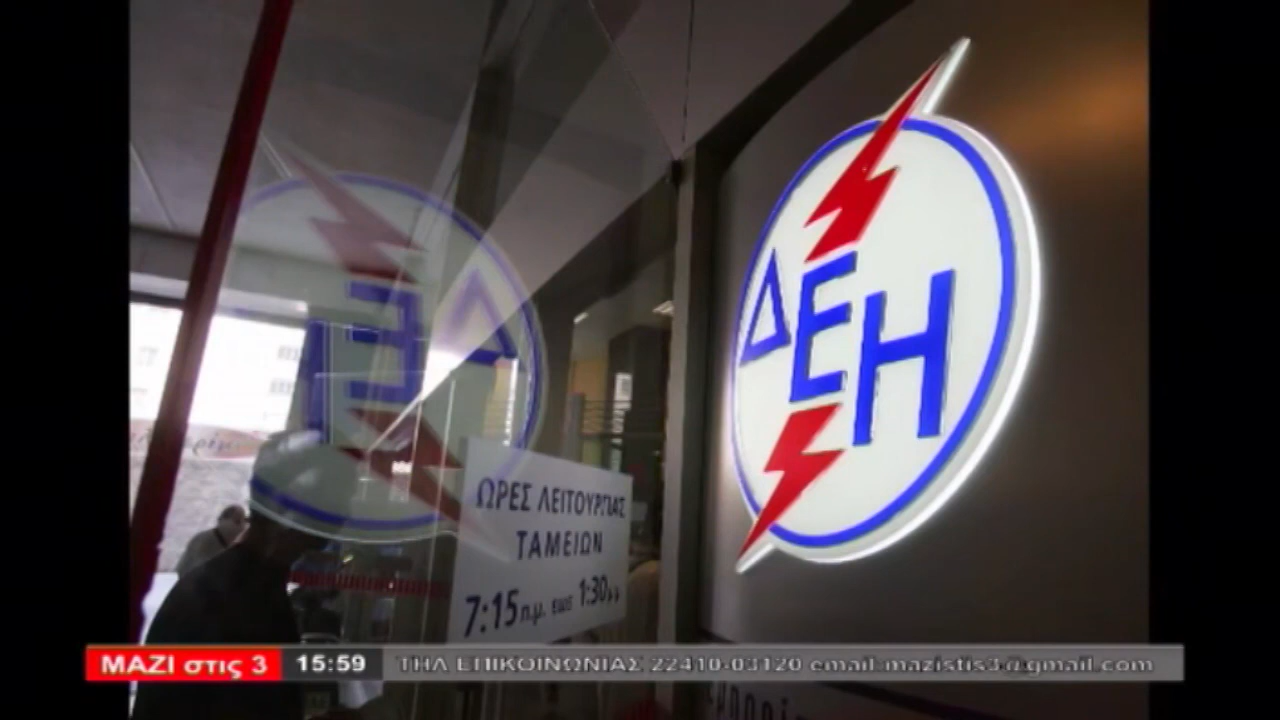 ΔΕΗ
ΩΡΕΣ ΛΕΙΤΟΥΡΓΙΑΣ
ΤΑΜΕΙΩΝ
7:15 π.μ. εως 1:30
ΜΑΖΙ στις 3 15:59 ΤΗΛ ΕΠΙΚΟΙΝΩΝΙΑΣ 22410-03120 email:mazistis3@gmail.com